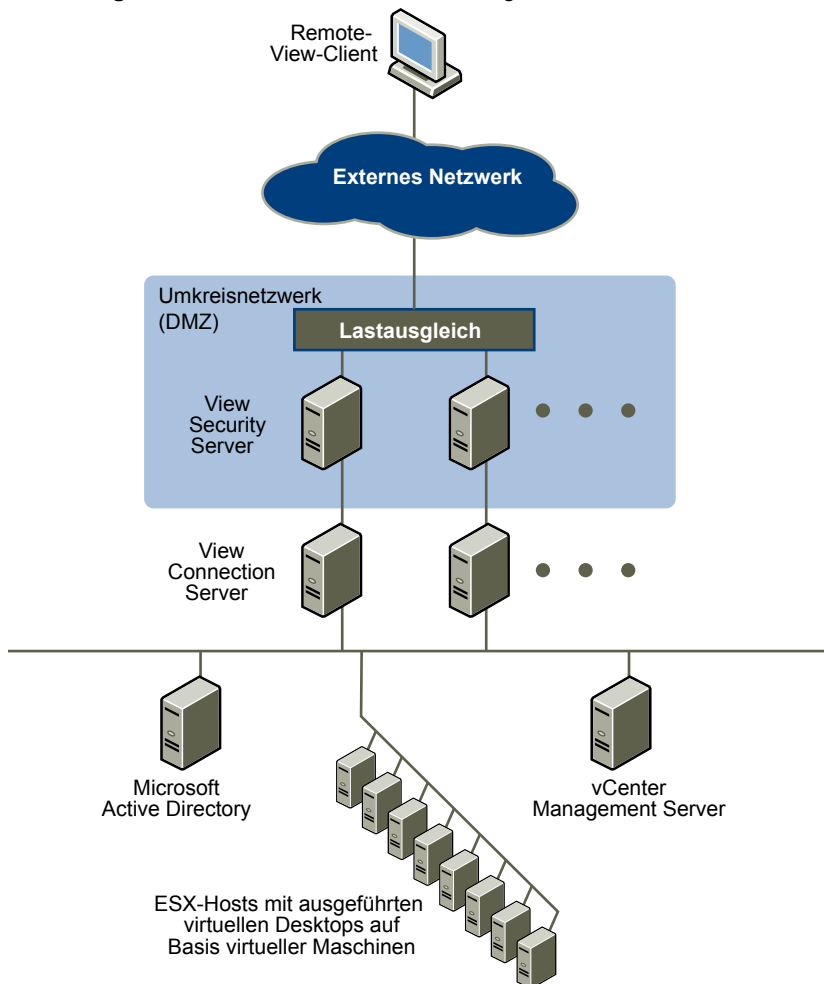 Remote-
View-Client
Externes Netzwerk
Umkreisnetzwerk
(DMZ)
Lastausgleich
View
Security
Server
View
Connection
Server
Microsoft
Active Directory
vCenter
Management Server
ESX-Hosts mit ausgeführten
virtuellen Desktops auf
Basis virtueller Maschinen